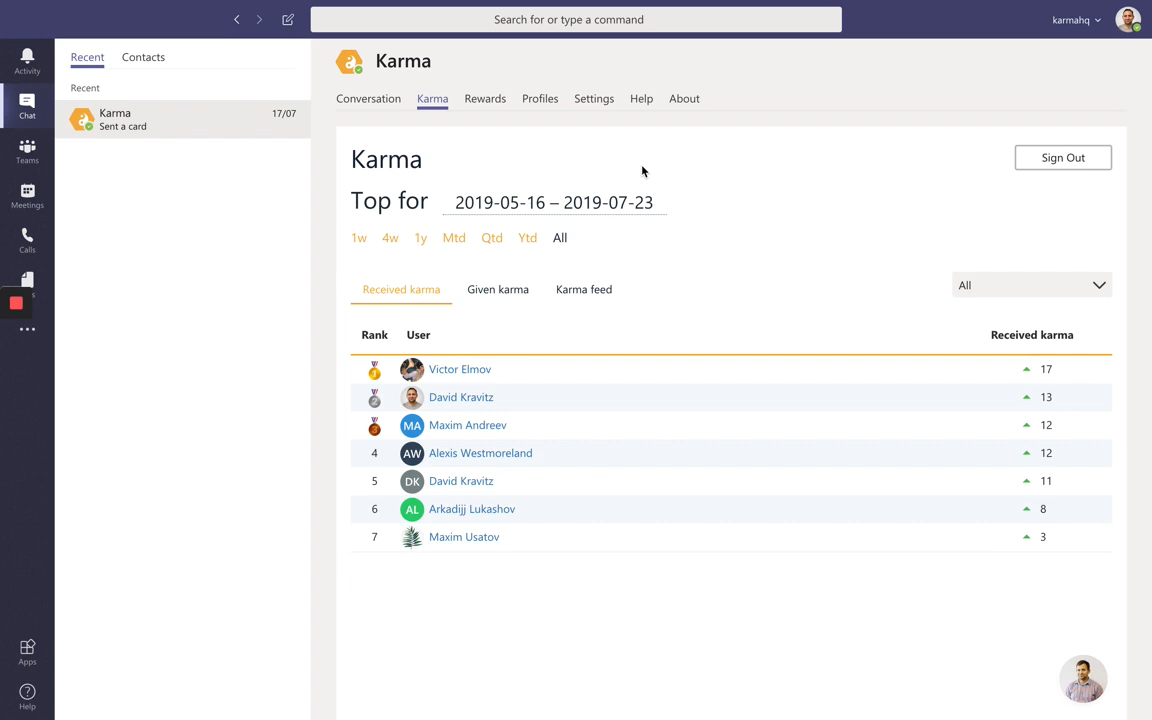 Search for or type a command
karmahq
Activity
Chat
Teams
Meetings
Calls
Apps
Help
Recent Contacts
Recent
Karma 17/07
Sent a card
Karma
Conversation Karma Rewards Profiles Settings Help About
Karma
Sign Out
Top for 2019-05-16 – 2019-07-23
1w 4w 1y Mtd Qtd Ytd All
Received karma Given karma Karma feed
All
Rank User Received karma
1 Victor Elmov 17
2 David Kravitz 13
3 MA Maxim Andreev 12
4 AW Alexis Westmoreland 12
5 DK David Kravitz 11
6 AL Arkadijj Lukashov 8
7 Maxim Usatov 3